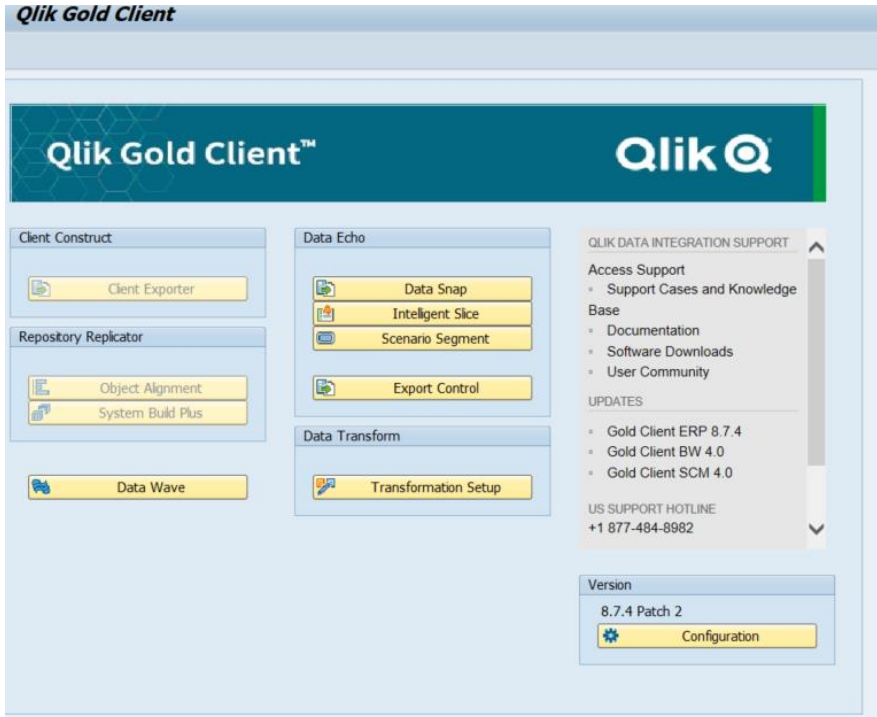 Qlik Gold Client
Qlik Gold Client™
Qlik
Client Construct
Client Exporter
Repository Replicator
Object Alignment
System Build Plus
Data Wave
Data Echo
Data Snap
Intelligent Slice
Scenario Segment
Export Control
Data Transform
Transformation Setup
QLIK DATA INTEGRATION SUPPORT
Access Support
Support Cases and Knowledge
Base
Documentation
Software Downloads
User Community
UPDATES
Gold Client ERP 8.7.4
Gold Client BW 4.0
Gold Client SCM 4.0
US SUPPORT HOTLINE
+1 877-484-8982
Version
8.7.4 Patch 2
Configuration